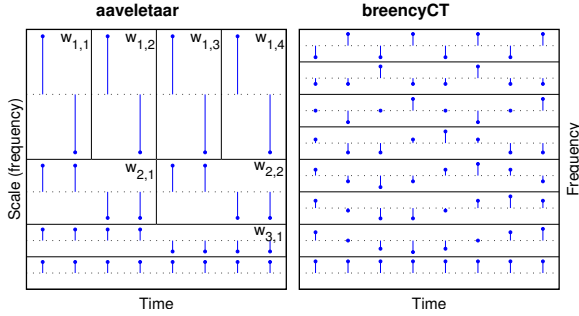 aaveletaar
breencyCT
w1,1
w1,2
w1,3
w1,4
w2,1
w2,2
w3,1
Scale (frequency)
Frequency
Time
Time